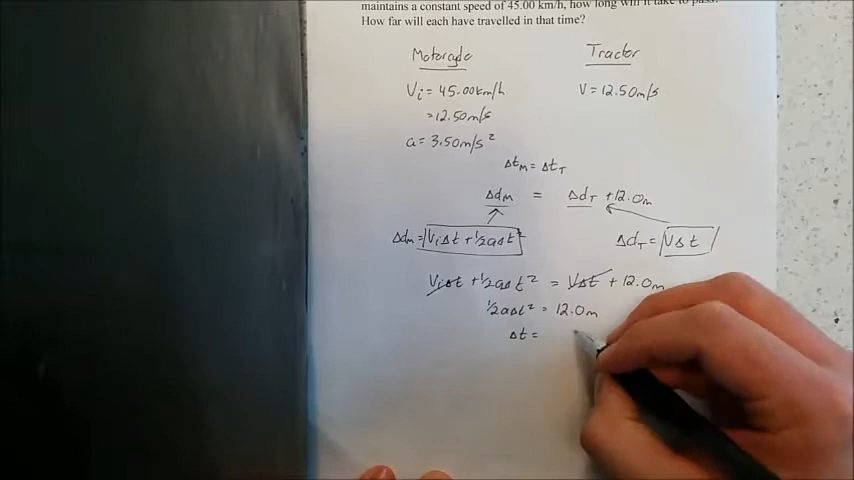 maintains a constant speed of 45.00 km/h, how long will it take to pass?
How far will each have travelled in that time?
Motorcycle Tractor
Vi = 45.00km/h V = 12.50m/s
= 12.50m/s
a = 3.50m/s²
ΔtM = ΔtT
ΔdM = ΔdT + 12.0m
ΔdM = ViΔt + 1/2aΔt² ΔdT = VΔt
ViΔt + 1/2aΔt² = VΔt + 12.0m
1/2aΔt² = 12.0m
Δt =